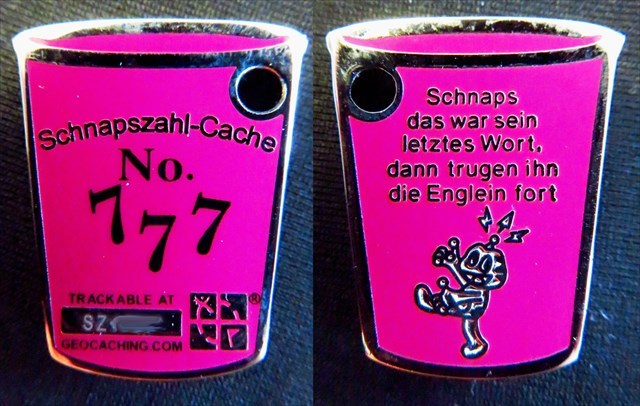 Schnapszahl-Cache
No.
777
TRACKABLE AT
SZ
®
GEOCACHING.COM
Schnaps
das war sein
letztes Wort,
dann trugen ihn
die Englein fort